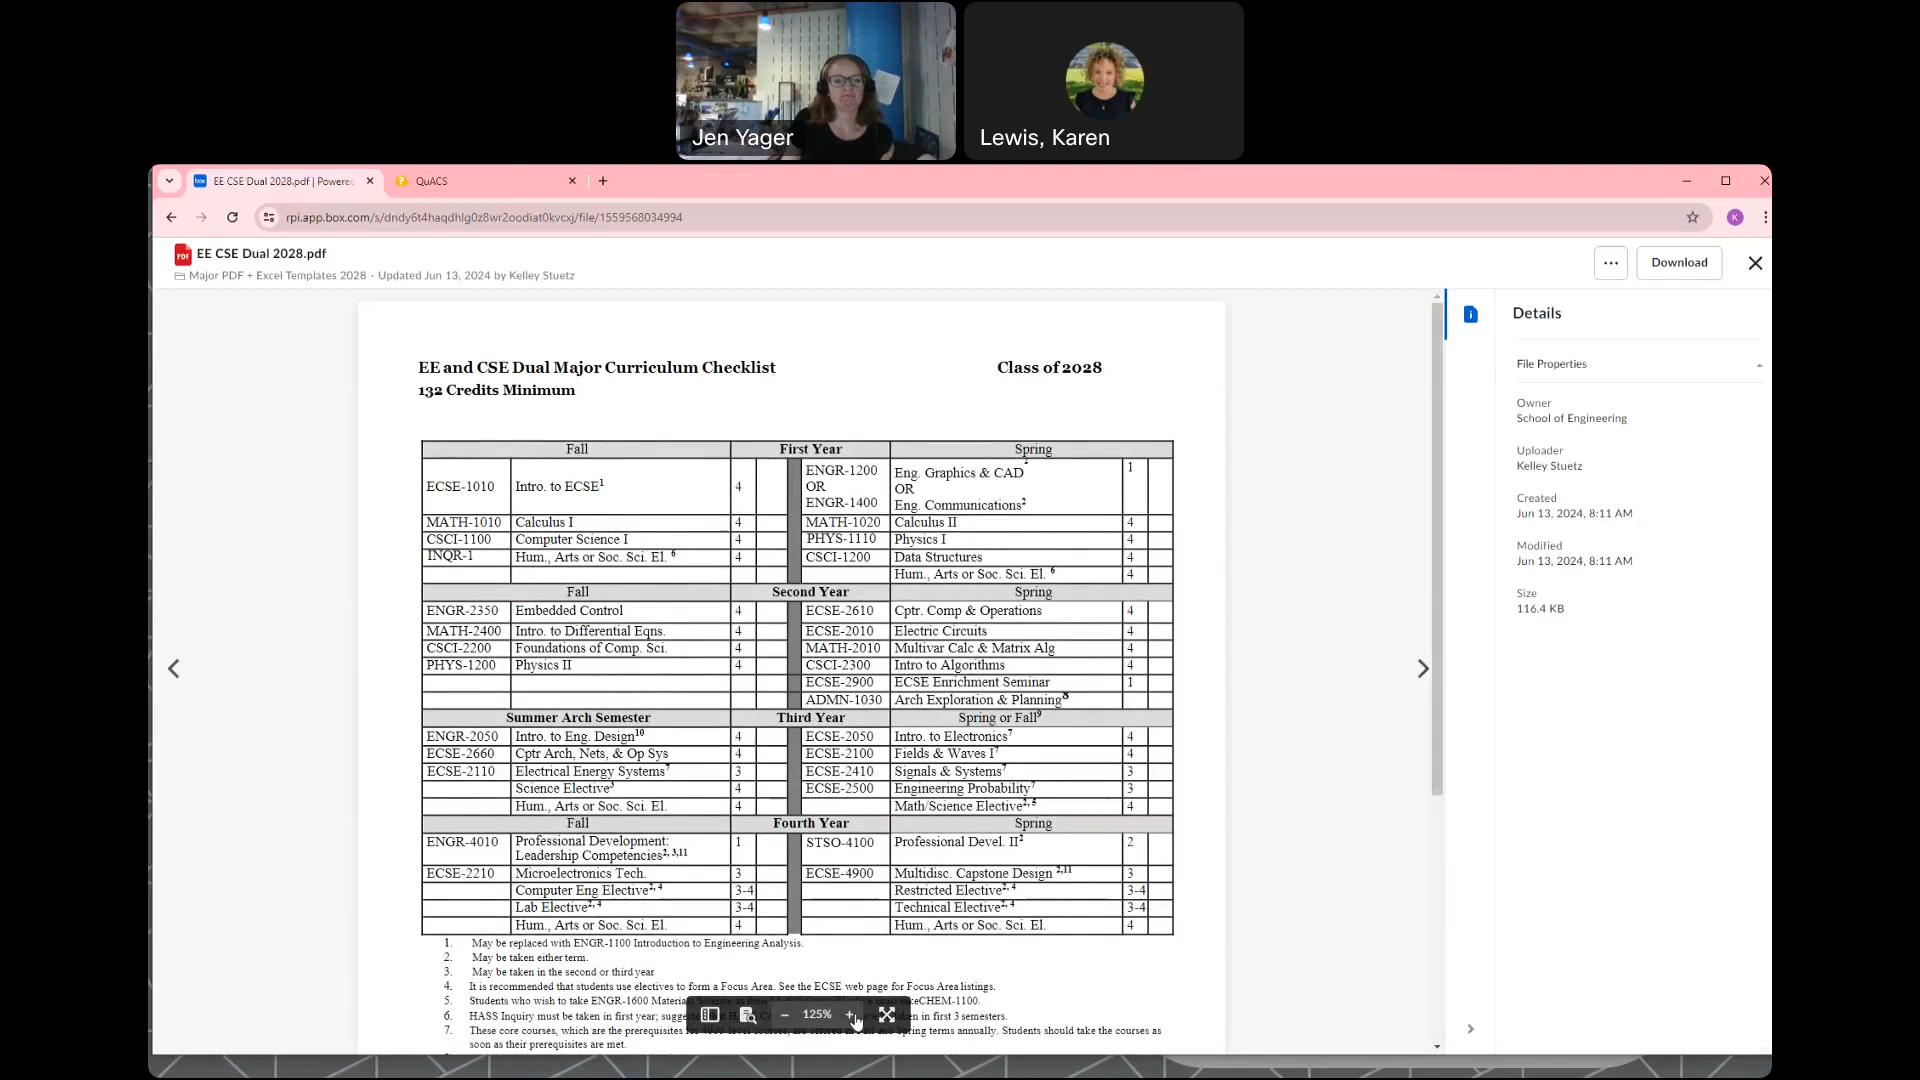 Jen Yager
Lewis, Karen
EE CSE Dual 2028.pdf | Powere
QuACS
rpi.app.box.com/s/dndy6t4haqdhlg0z8wr2oodiat0kvcxj/file/1559568034994
K
PDF
EE CSE Dual 2028.pdf
Major PDF + Excel Templates 2028 · Updated Jun 13, 2024 by Kelley Stuetz
Download
Details
File Properties
Owner
School of Engineering
Uploader
Kelley Stuetz
Created
Jun 13, 2024, 8:11 AM
Modified
Jun 13, 2024, 8:11 AM
Size
116.4 KB
EE and CSE Dual Major Curriculum Checklist Class of 2028
132 Credits Minimum
Fall First Year Spring
ECSE-1010 Intro. to ECSE1 4 ENGR-1200 OR ENGR-1400 Eng. Graphics & CAD OR Eng. Communications2 1
MATH-1010 Calculus I 4 MATH-1020 Calculus II 4
CSCI-1100 Computer Science I 4 PHYS-1110 Physics I 4
INQR-1 Hum., Arts or Soc. Sci. El. 6 4 CSCI-1200 Data Structures 4
Hum., Arts or Soc. Sci. El. 6 4
Fall Second Year Spring
ENGR-2350 Embedded Control 4 ECSE-2610 Cptr. Comp & Operations 4
MATH-2400 Intro. to Differential Eqns. 4 ECSE-2010 Electric Circuits 4
CSCI-2200 Foundations of Comp. Sci. 4 MATH-2010 Multivar Calc & Matrix Alg 4
PHYS-1200 Physics II 4 CSCI-2300 Intro to Algorithms 4
ECSE-2900 ECSE Enrichment Seminar 1
ADMN-1030 Arch Exploration & Planning8
Summer Arch Semester Third Year Spring or Fall9
ENGR-2050 Intro. to Eng. Design10 4 ECSE-2050 Intro. to Electronics7 4
ECSE-2660 Cptr Arch, Nets, & Op Sys 4 ECSE-2100 Fields & Waves I7 4
ECSE-2110 Electrical Energy Systems7 3 ECSE-2410 Signals & Systems7 3
Science Elective3 4 ECSE-2500 Engineering Probability7 3
Hum., Arts or Soc. Sci. El. 4 Math/Science Elective2, 5 4
Fall Fourth Year Spring
ENGR-4010 Professional Development: Leadership Competencies2, 3,11 1 STSO-4100 Professional Devel. II2 2
ECSE-2210 Microelectronics Tech. 3 ECSE-4900 Multidisc. Capstone Design 2,11 3
Computer Eng Elective2, 4 3-4 Restricted Elective2, 4 3-4
Lab Elective2, 4 3-4 Technical Elective2, 4 3-4
Hum., Arts or Soc. Sci. El. 4 Hum., Arts or Soc. Sci. El. 4
1. May be replaced with ENGR-1100 Introduction to Engineering Analysis.
2. May be taken either term.
3. May be taken in the second or third year
4. It is recommended that students use electives to form a Focus Area. See the ECSE web page for Focus Area listings.
5. Students who wish to take ENGR-1600 Materials CHEM-1100.
6. HASS Inquiry must be taken in first year; taken in first 3 semesters.
7. These core courses, which are the prerequisites Spring terms annually. Students should take the courses as
soon as their prerequisites are met.
125%